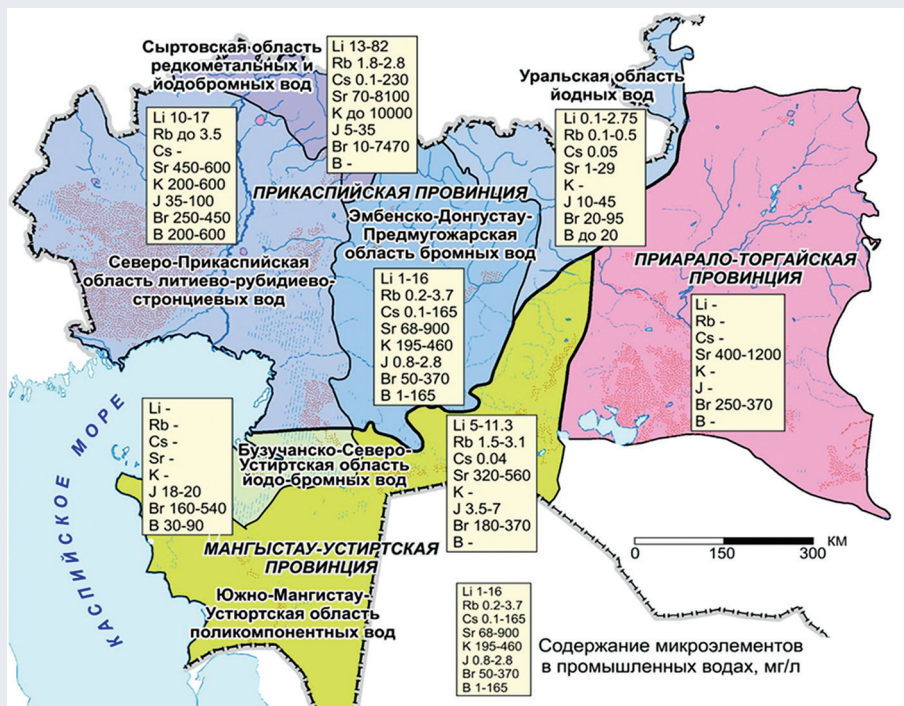 Сыртовская область
редкометальных и
йодобромных вод
Li 13-82
Rb 1.8-2.8
Cs 0.1-230
Sr 70-8100
K до 10000
J 5-35
Br 10-7470
B -
Уральская область
йодных вод
Li 0.1-2.75
Rb 0.1-0.5
Cs 0.05
Sr 1-29
K -
J 10-45
Br 20-95
B до 20
Li 10-17
Rb до 3.5
Cs -
Sr 450-600
K 200-600
J 35-100
Br 250-450
B 200-600
ПРИКАСПИЙСКАЯ ПРОВИНЦИЯ
Эмбенско-Донгустау-
Предмугожарская
область бромных вод
Li 1-16
Rb 0.2-3.7
Cs 0.1-165
Sr 68-900
K 195-460
J 0.8-2.8
Br 50-370
B 1-165
Северо-Прикаспийская
область литиево-рубидиево-
стронциевых вод
ПРИАРАЛО-ТОРГАЙСКАЯ
ПРОВИНЦИЯ
Li -
Rb -
Cs -
Sr 400-1200
K -
J -
Br 250-370
B -
КАСПИЙСКОЕ МОРЕ
Li -
Rb -
Cs -
Sr -
K -
J 18-20
Br 160-540
B 30-90
Бузучанско-Северо-
Устиртская область
йодо-бромных вод
Li 5-11.3
Rb 1.5-3.1
Cs 0.04
Sr 320-560
K -
J 3.5-7
Br 180-370
B -
МАНГЫСТАУ-УСТИРТСКАЯ
ПРОВИНЦИЯ
Южно-Мангистау-
Устюртская область
поликомпонентных вод
0 150 300 КМ
Li 1-16
Rb 0.2-3.7
Cs 0.1-165
Sr 68-900
K 195-460
J 0.8-2.8
Br 50-370
B 1-165
Содержание микроэлементов
в промышленных водах, мг/л